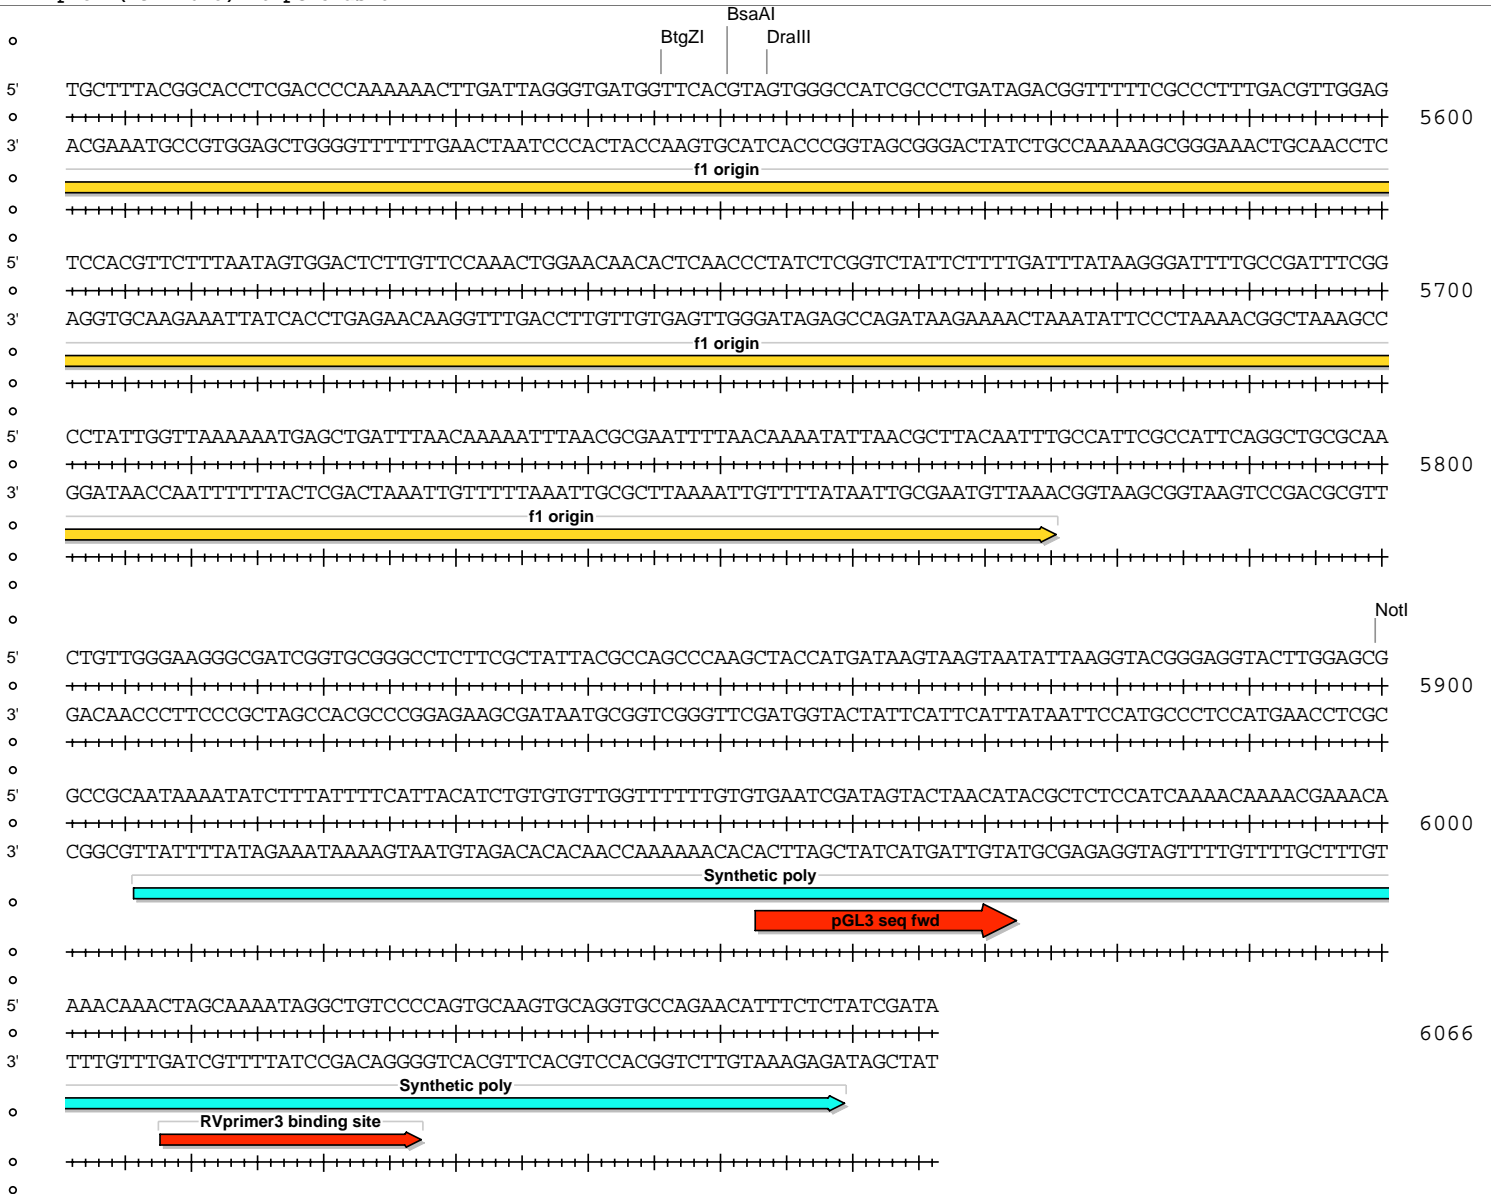 BsaAI
BtgZI DraIII
5' TGCTTTACGGCACCTCGACCCCAAAAAACTTGATTAGGGTGATGGTTCACGTAGTGGGCCATCGCCCTGATAGACGGTTTTTCGCCCTTTGACGTTGGAG
5600
3' ACGAAATGCCGTGGAGCTGGGGTTTTTTGAACTAATCCCACTACCAAGTGCATCACCCGGTAGCGGGACTATCTGCCAAAAAGCGGGAAACTGCAACCTC
f1 origin
5' TCCACGTTCTTTAATAGTGGACTCTTGTTCCAAACTGGAACAACACTCAACCCTATCTCGGTCTATTCTTTTGATTTATAAGGGATTTTGCCGATTTCGG
5700
3' AGGTGCAAGAAATTATCACCTGAGAACAAGGTTTGACCTTGTTGTGAGTTGGGATAGAGCCAGATAAGAAAACTAAATATTCCCTAAAACGGCTAAAGCC
f1 origin
5' CCTATTGGTTAAAAAATGAGCTGATTTAACAAAAATTTAACGCGAATTTTAACAAAATATTAACGCTTACAATTTGCCATTCGCCATTCAGGCTGCGCAA
5800
3' GGATAACCAATTTTTTACTCGACTAAATTGTTTTTAAATTGCGCTTAAAATTGTTTTATAATTGCGAATGTTAAACGGTAAGCGGTAAGTCCGACGCGTT
f1 origin
NotI
5' CTGTTGGGAAGGGCGATCGGTGCGGGCCTCTTCGCTATTACGCCAGCCCAAGCTACCATGATAAGTAAGTAATATTAAGGTACGGGAGGTACTTGGAGCG
5900
3' GACAACCCTTCCCGCTAGCCACGCCCGGAGAAGCGATAATGCGGTCGGGTTCGATGGTACTATTCATTCATTATAATTCCATGCCCTCCATGAACCTCGC
5' GCCGCAATAAAATATCTTTATTTTCATTACATCTGTGTGTTGGTTTTTTGTGTGAATCGATAGTACTAACATACGCTCTCCATCAAAACAAAACGAAACA
6000
3' CGGCGTTATTTTATAGAAATAAAAGTAATGTAGACACACAACCAAAAAACACACTTAGCTATCATGATTGTATGCGAGAGGTAGTTTTGTTTTGCTTTGT
Synthetic poly
pGL3 seq fwd
5' AAACAAACTAGCAAAATAGGCTGTCCCCAGTGCAAGTGCAGGTGCCAGAACATTTCTCTATCGATA
6066
3' TTTGTTTGATCGTTTTATCCGACAGGGGTCACGTTCACGTCCACGGTCTTGTAAAGAGATAGCTAT
Synthetic poly
RVprimer3 binding site